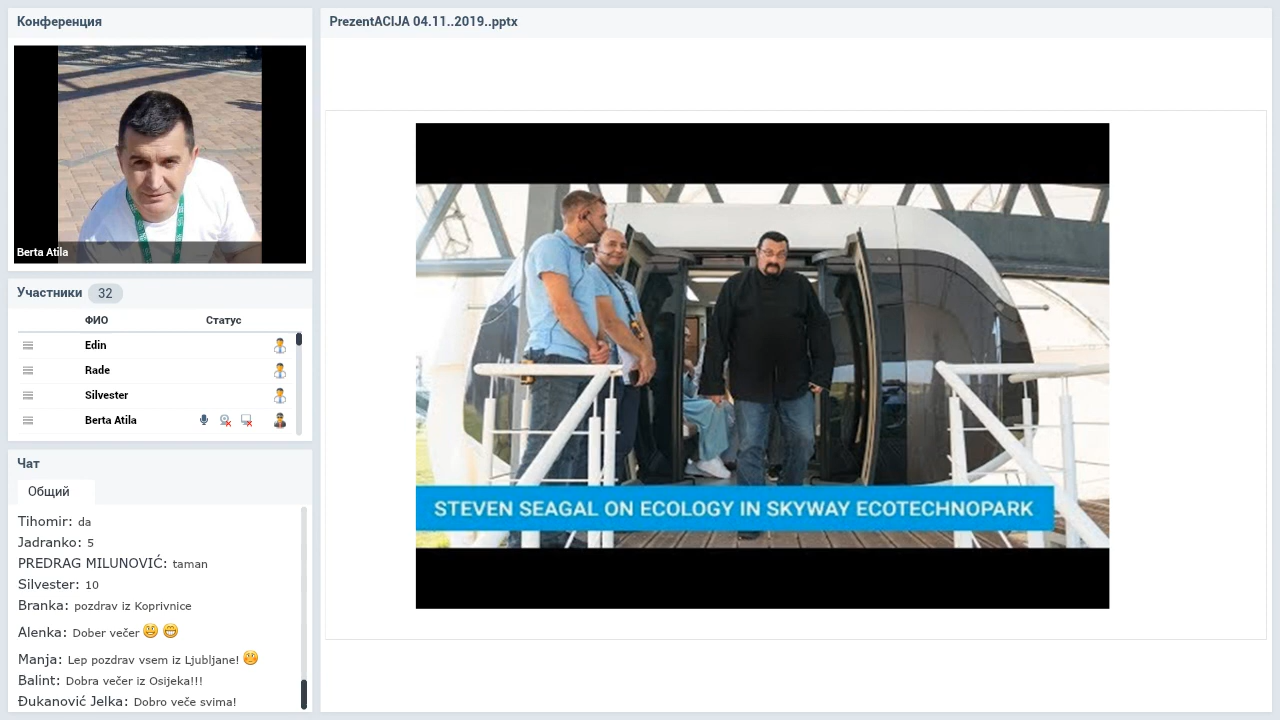 Конференция
Berta Atila
Участники 32
ФИО Статус
Edin
Rade
Silvester
Berta Atila
Чат
Общий
Tihomir: da
Jadranko: 5
PREDRAG MILUNOVIĆ: taman
Silvester: 10
Branka: pozdrav iz Koprivnice
Alenka: Dober večer
Manja: Lep pozdrav vsem iz Ljubljane!
Balint: Dobra večer iz Osijeka!!!
Đukanović Jelka: Dobro veče svima!
PrezentACIJA 04.11..2019..pptx
STEVEN SEAGAL ON ECOLOGY IN SKYWAY ECOTECHNOPARK